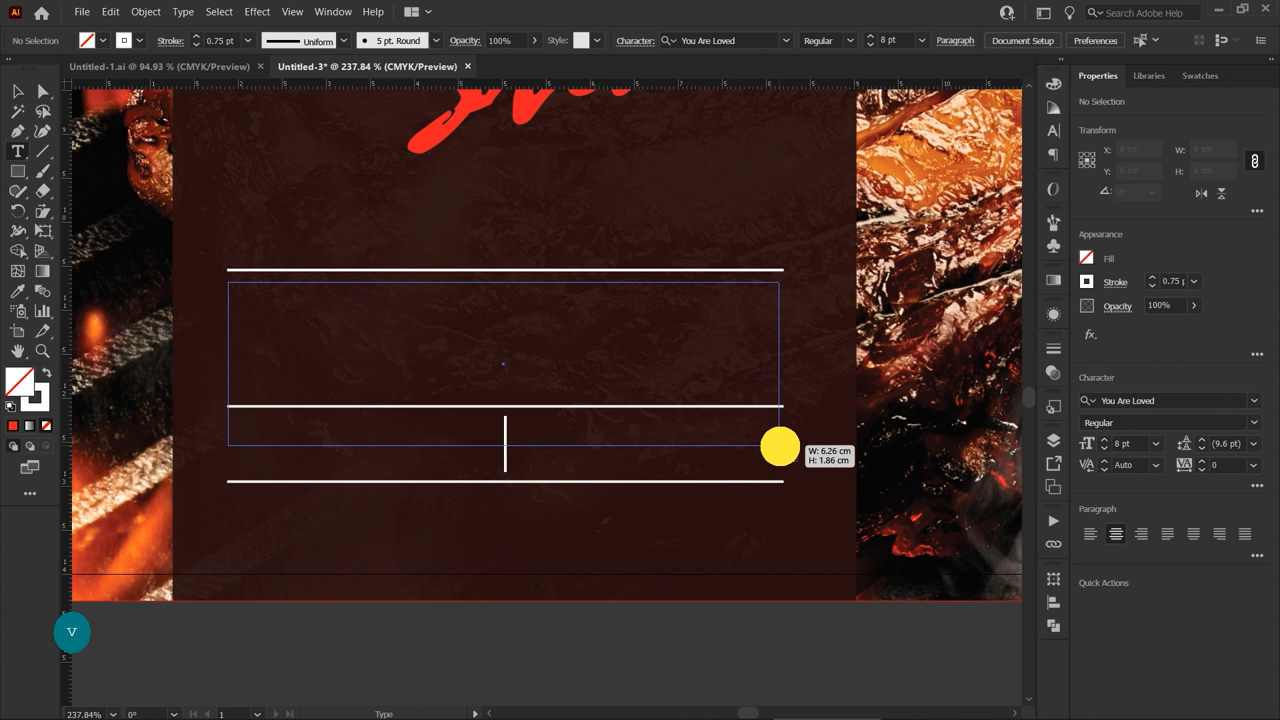 Ai File Edit Object Type Select Effect View Window Help Search Adobe Help
No Selection Stroke: 0.75 pt Uniform 5 pt. Round Opacity: 100% Style: Character: You Are Loved Regular 8 pt Paragraph Document Setup Preferences
Untitled-1.ai @ 94.93 % (CMYK/Preview) × Untitled-3* @ 237.84 % (CMYK/Preview) ×
Properties Libraries Swatches
No Selection
Transform
X: 0 cm W: 0 cm
Y: 0 cm H: 0 cm
Appearance
Fill
Stroke 0.75 p
Opacity 100%
fx.
Character
You Are Loved
Regular
8 pt (9.6 pt)
Auto 0
Paragraph
Quick Actions
W: 6.26 cm
H: 1.86 cm
V
237.84% 0° 1 Type